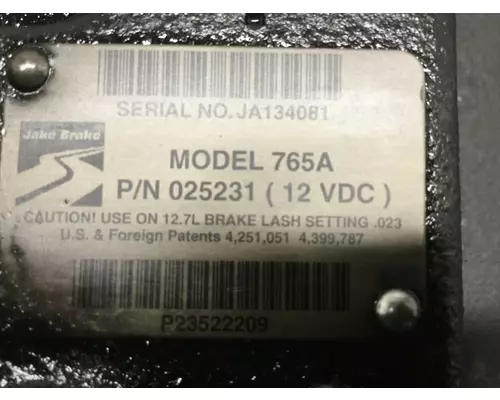 SERIAL NO. JA134081
Jake Brake
MODEL 765A
P/N 025231 ( 12 VDC )
CAUTION! USE ON 12.7L BRAKE LASH SETTING .023
U.S. & Foreign Patents 4,251,051 4,399,787
P23522209